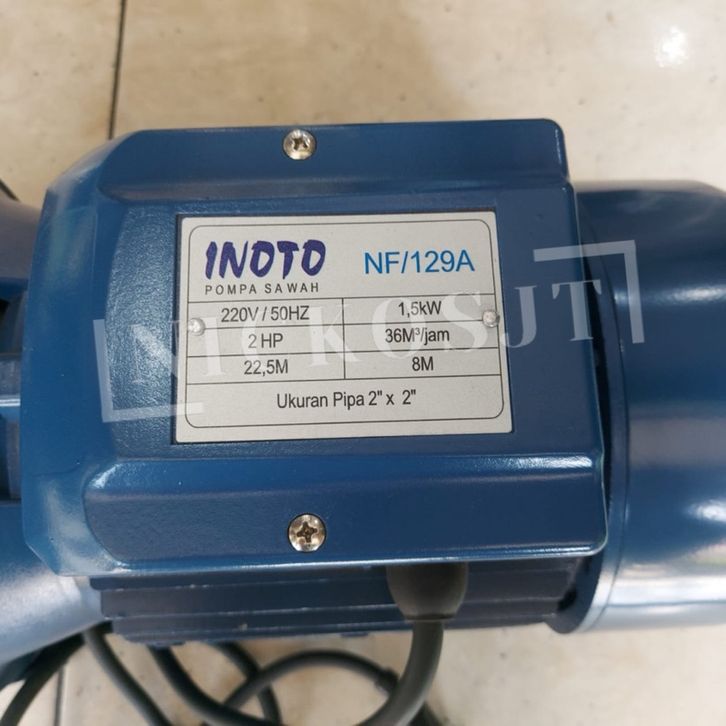 INOTO NF/129A
POMPA SAWAH
220V / 50HZ 1,5kW
2 HP 36M³/jam
22,5M 8M
Ukuran Pipa 2" x 2"
NICKOSJT